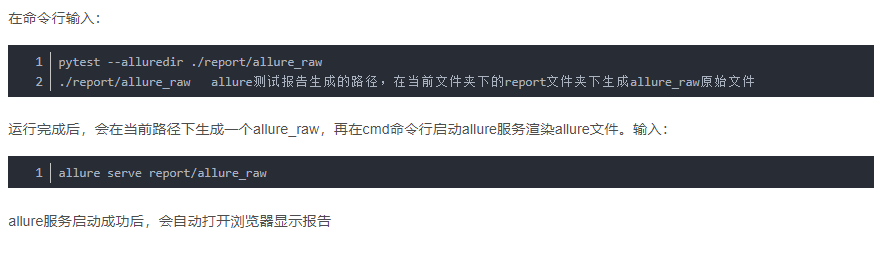 在命令行输入：
1 pytest --alluredir ./report/allure_raw
2 ./report/allure_raw   allure测试报告生成的路径，在当前文件夹下的report文件夹下生成allure_raw原始文件
运行完成后，会在当前路径下生成一个allure_raw，再在cmd命令行启动allure服务渲染allure文件。输入：
1 allure serve report/allure_raw
allure服务启动成功后，会自动打开浏览器显示报告